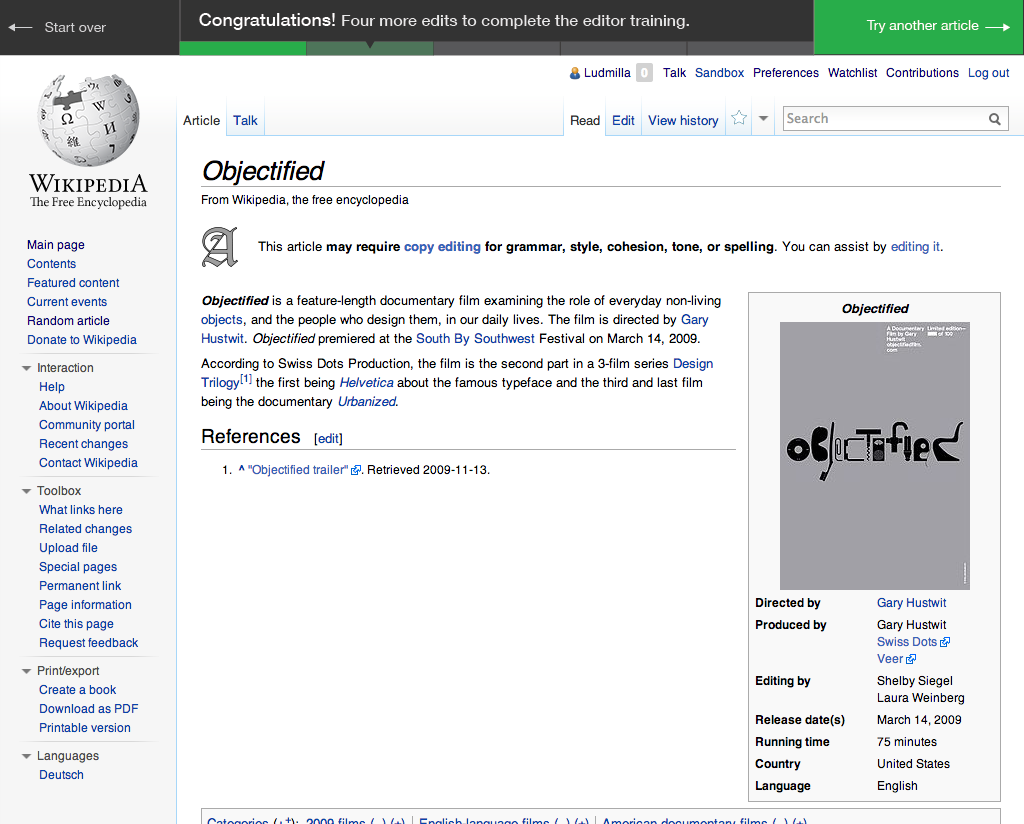 Start over
Congratulations! Four more edits to complete the editor training.
Try another article
Ludmilla 0 Talk Sandbox Preferences Watchlist Contributions Log out
Article Talk Read Edit View history Search
WIKIPEDIA
The Free Encyclopedia
Main page
Contents
Featured content
Current events
Random article
Donate to Wikipedia
Interaction
Help
About Wikipedia
Community portal
Recent changes
Contact Wikipedia
Toolbox
What links here
Related changes
Upload file
Special pages
Permanent link
Page information
Cite this page
Request feedback
Print/export
Create a book
Download as PDF
Printable version
Languages
Deutsch
Objectified
From Wikipedia, the free encyclopedia
This article may require copy editing for grammar, style, cohesion, tone, or spelling. You can assist by editing it.
Objectified is a feature-length documentary film examining the role of everyday non-living
objects, and the people who design them, in our daily lives. The film is directed by Gary
Hustwit. Objectified premiered at the South By Southwest Festival on March 14, 2009.
According to Swiss Dots Production, the film is the second part in a 3-film series Design
Trilogy[1] the first being Helvetica about the famous typeface and the third and last film
being the documentary Urbanized.
References [edit]
1. ^ "Objectified trailer". Retrieved 2009-11-13.
Objectified
A Documentary Limited edition—
Film by Gary
Hustwit
objectifiedfilm.
com
of 100
OBJECTIFIED
Directed by Gary Hustwit
Produced by Gary Hustwit
Swiss Dots
Veer
Editing by Shelby Siegel
Laura Weinberg
Release date(s) March 14, 2009
Running time 75 minutes
Country United States
Language English
Categories (++): 2009 films (−) (±) | English-language films (−) (±) | American documentary films (−) (±)